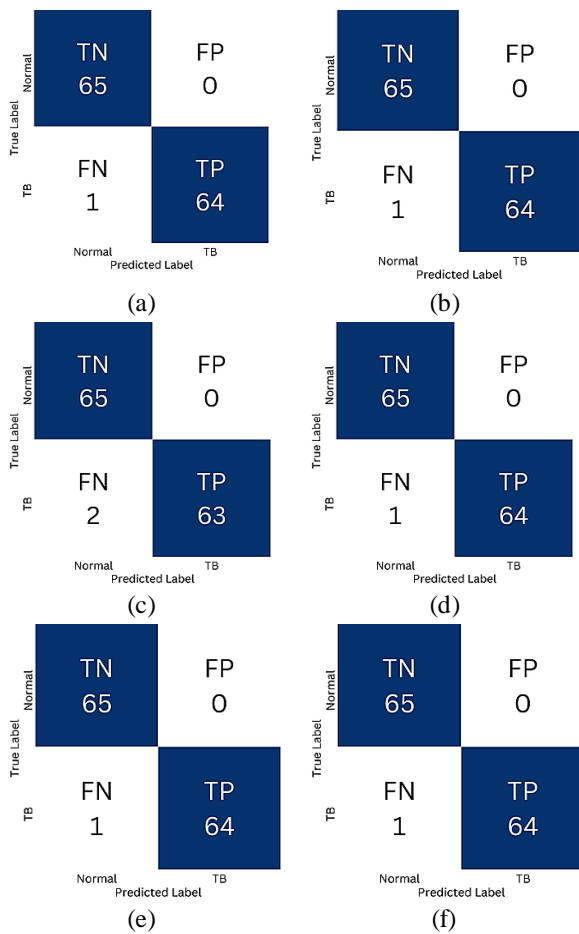 Normal
TN
65
FP
0
True Label
TB
FN
1
TP
64
Normal
TB
Predicted Label
(a)
Normal
TN
65
FP
0
True Label
TB
FN
1
TP
64
Normal
TB
Predicted Label
(b)
Normal
TN
65
FP
0
True Label
TB
FN
2
TP
63
Normal
TB
Predicted Label
(c)
Normal
TN
65
FP
0
True Label
TB
FN
1
TP
64
Normal
TB
Predicted Label
(d)
Normal
TN
65
FP
0
True Label
TB
FN
1
TP
64
Normal
TB
Predicted Label
(e)
Normal
TN
65
FP
0
True Label
TB
FN
1
TP
64
Normal
TB
Predicted Label
(f)